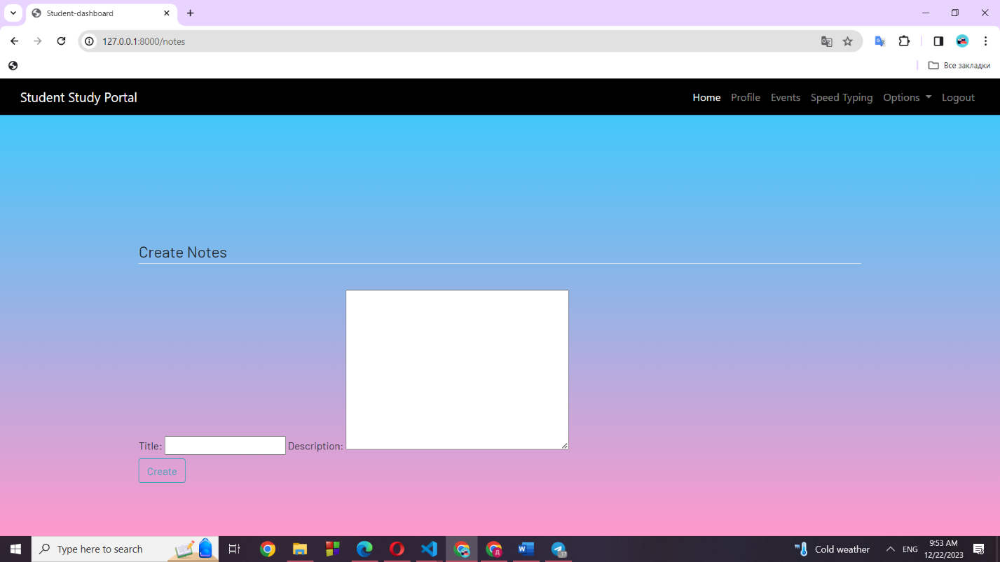 Student-dashboard
127.0.0.1:8000/notes
Все закладки
Student Study Portal
Home Profile Events Speed Typing Options Logout
Create Notes
Title: Description:
Create
Type here to search
Cold weather
ENG
9:53 AM
12/22/2023
37